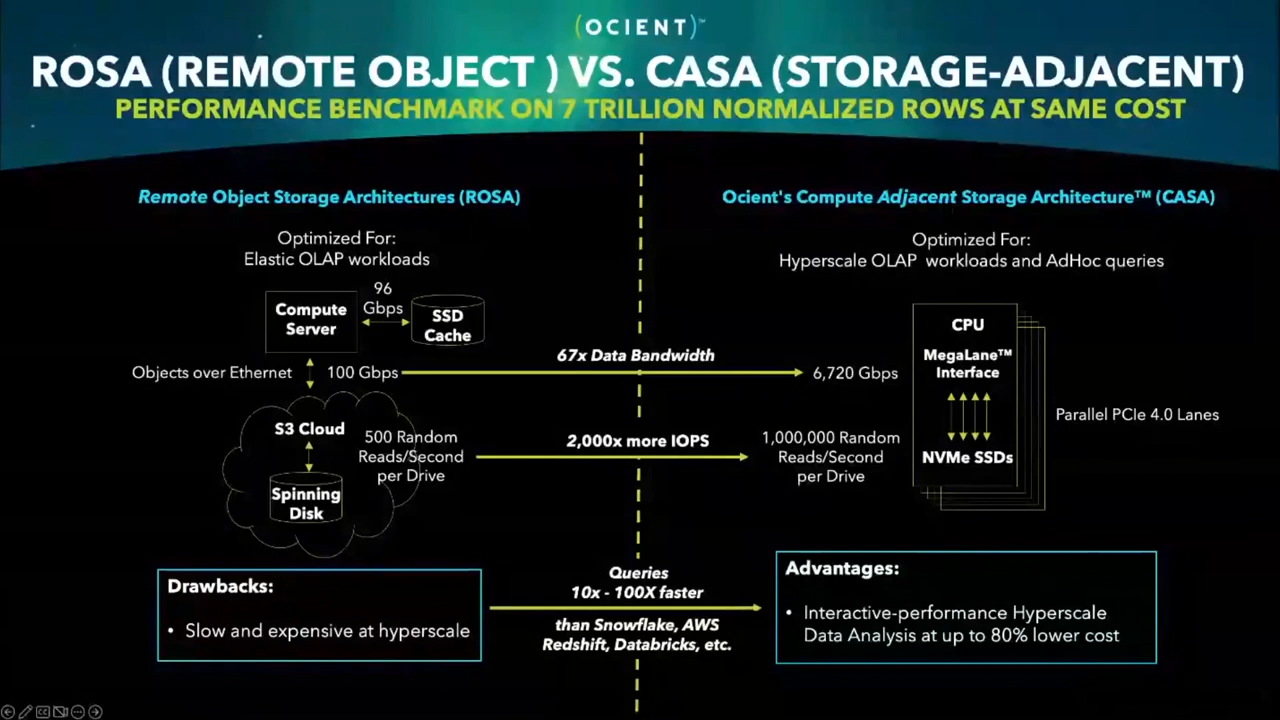 (OCIENT)™
ROSA (REMOTE OBJECT ) VS. CASA (STORAGE-ADJACENT)
PERFORMANCE BENCHMARK ON 7 TRILLION NORMALIZED ROWS AT SAME COST
Remote Object Storage Architectures (ROSA)
Optimized For:
Elastic OLAP workloads
Compute
Server
96
Gbps
SSD
Cache
Objects over Ethernet
100 Gbps
S3 Cloud
Spinning
Disk
500 Random
Reads/Second
per Drive
Drawbacks:
• Slow and expensive at hyperscale
67x Data Bandwidth
2,000x more IOPS
Queries
10x - 100X faster
than Snowflake, AWS
Redshift, Databricks, etc.
Ocient's Compute Adjacent Storage Architecture™ (CASA)
Optimized For:
Hyperscale OLAP workloads and AdHoc queries
6,720 Gbps
1,000,000 Random
Reads/Second
per Drive
CPU
MegaLane™
Interface
NVMe SSDs
Parallel PCIe 4.0 Lanes
Advantages:
• Interactive-performance Hyperscale
Data Analysis at up to 80% lower cost